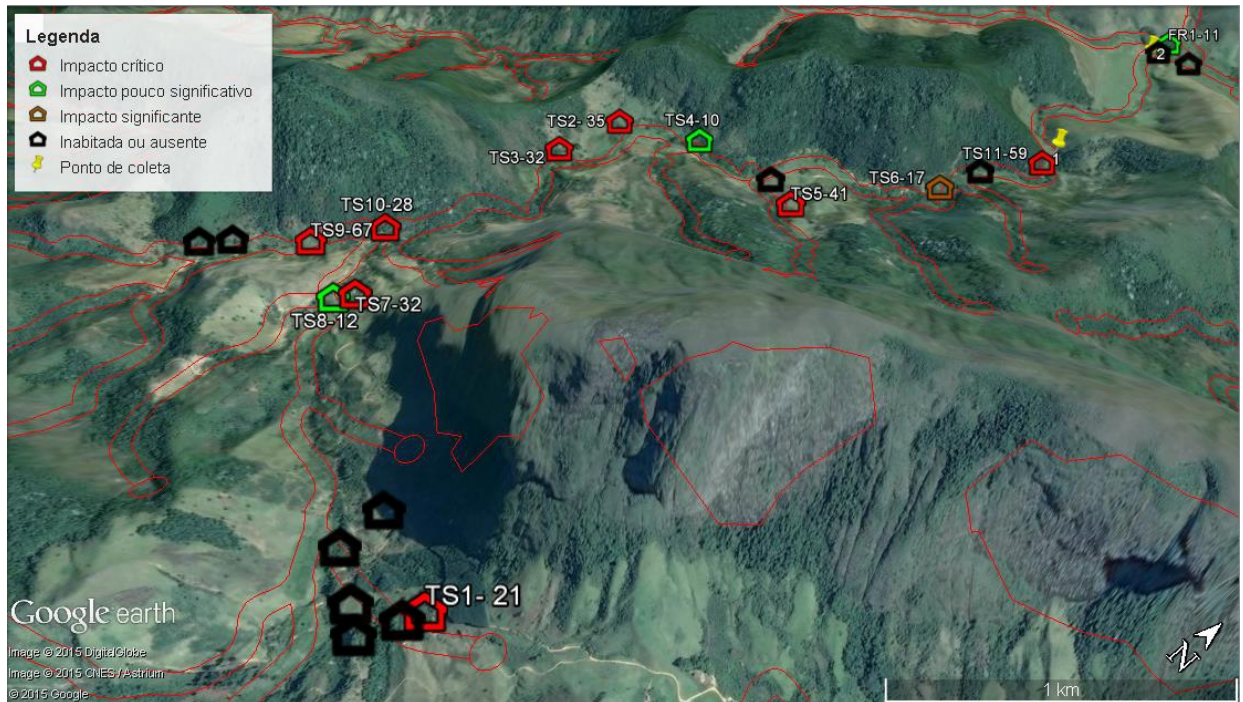 Legenda
Impacto crítico
Impacto pouco significativo
Impacto significante
Inabitada ou ausente
Ponto de coleta
FR1-11
2
TS2- 35
TS4-10
TS3-32
TS11-59
1
TS6-17
TS5-41
TS10-28
TS9-67
TS7-32
TS8-12
TS1- 21
Google earth
Image © 2015 DigitalGlobe
Image © 2015 CNES / Astrium
© 2015 Google
N
1 km